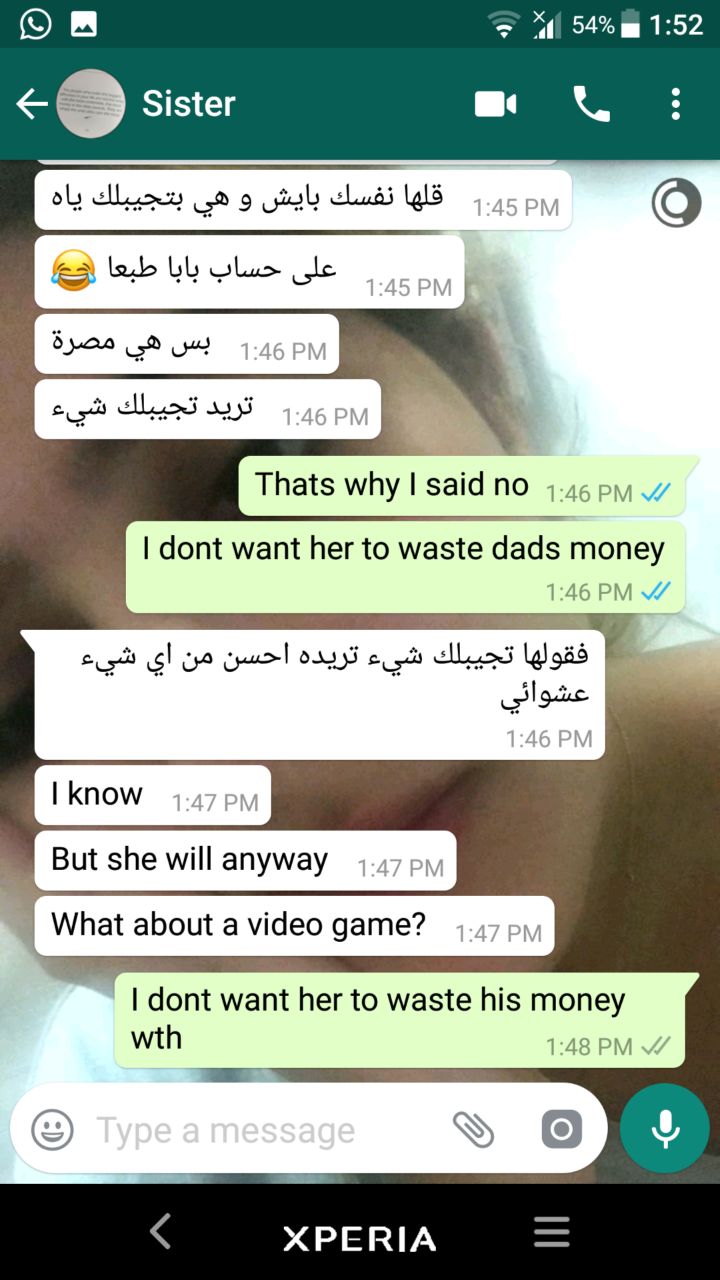 54% 1:52
Sister
قلها نفسك بايش و هي بتجيبلك ياه
1:45 PM
على حساب بابا طبعا 😂
1:45 PM
بس هي مصرة
1:46 PM
تريد تجيبلك شيء
1:46 PM
Thats why I said no
1:46 PM
I dont want her to waste dads money
1:46 PM
فقولها تجيبلك شيء تريده احسن من اي شيء
عشوائي
1:46 PM
I know
1:47 PM
But she will anyway
1:47 PM
What about a video game?
1:47 PM
I dont want her to waste his money
wth
1:48 PM
Type a message
XPERIA